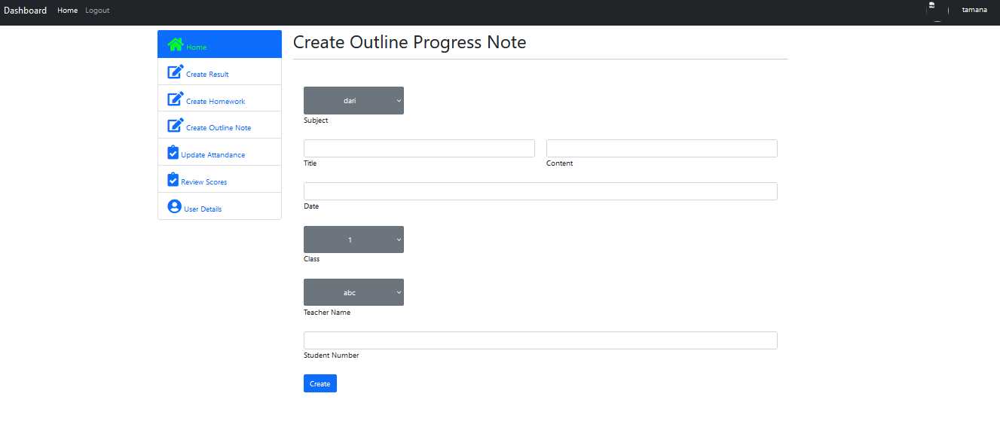 Dashboard Home Logout tamana
Home
Create Result
Create Homework
Create Outline Note
Update Attandance
Review Scores
User Details
Create Outline Progress Note
dari
Subject
Title Content
Date
1
Class
abc
Teacher Name
Student Number
Create